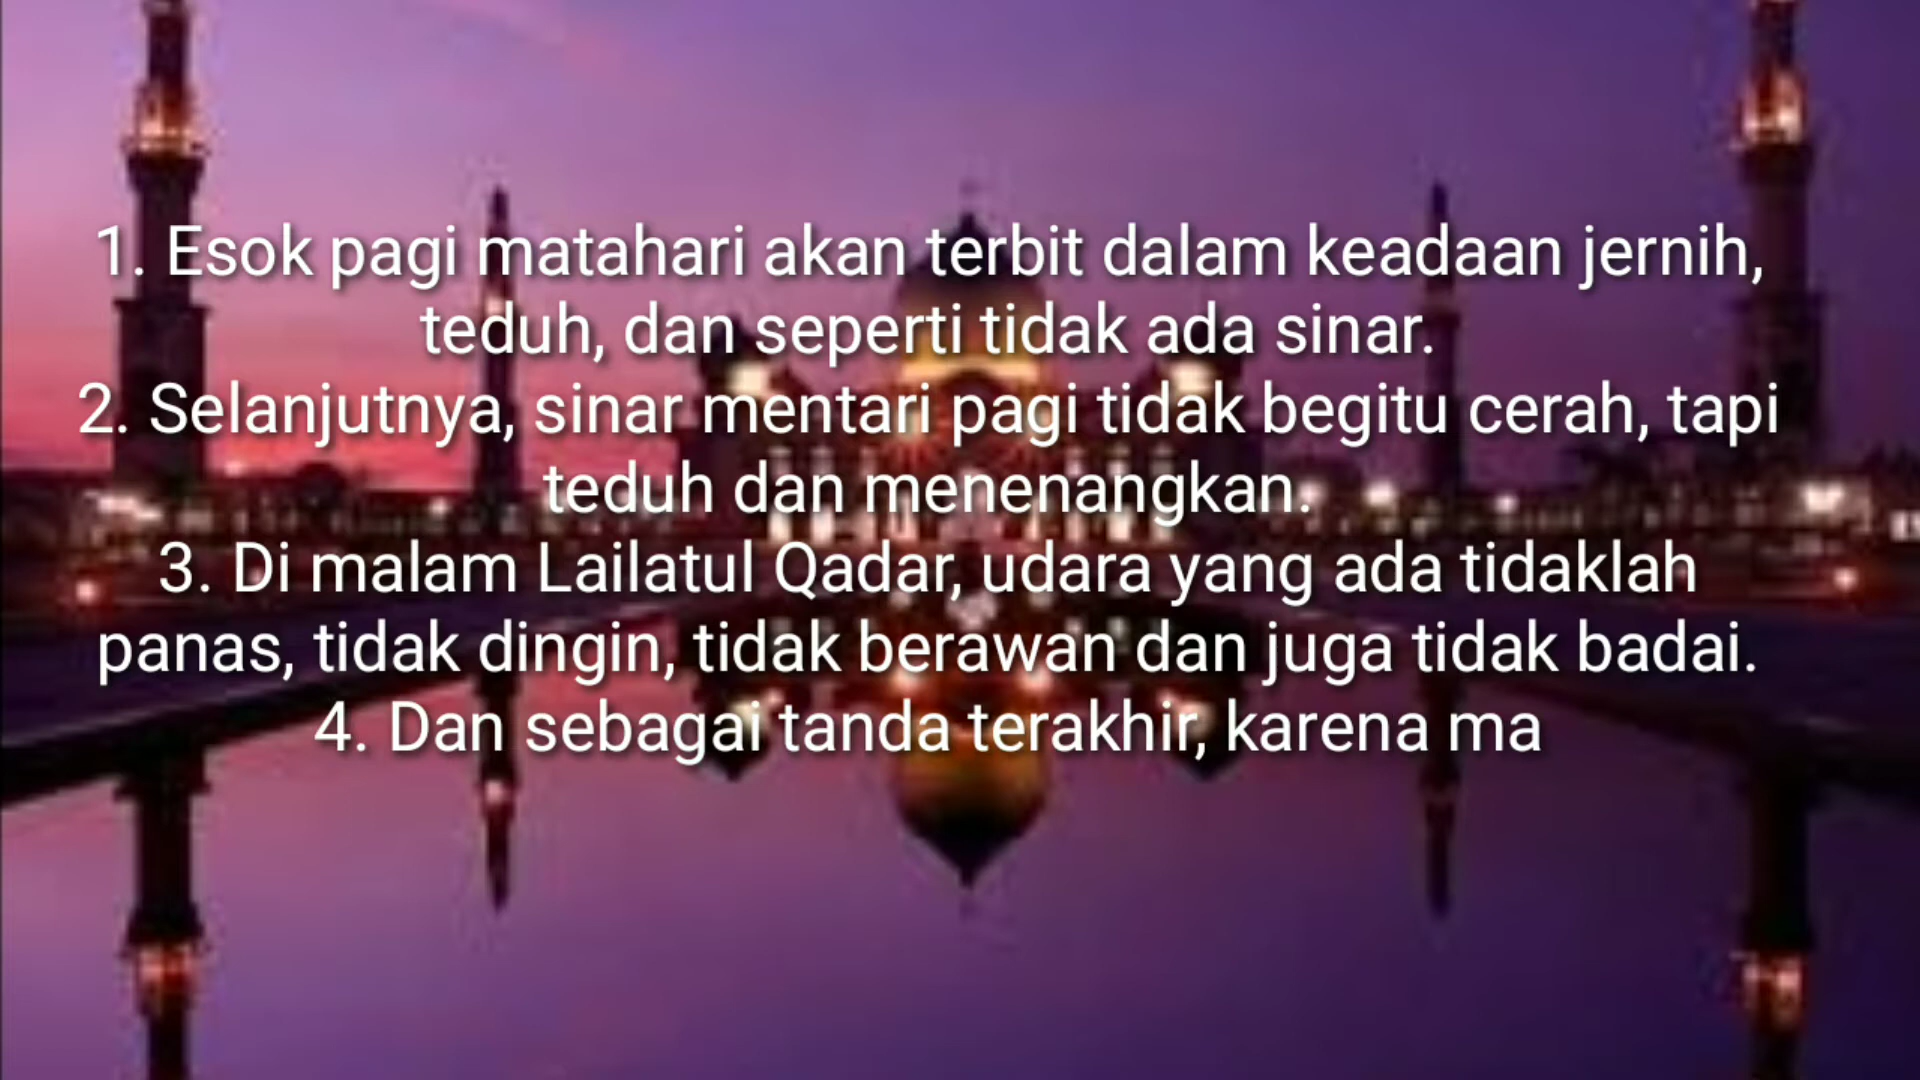 1. Esok pagi matahari akan terbit dalam keadaan jernih,
teduh, dan seperti tidak ada sinar.
2. Selanjutnya, sinar mentari pagi tidak begitu cerah, tapi
teduh dan menenangkan.
3. Di malam Lailatul Qadar, udara yang ada tidaklah
panas, tidak dingin, tidak berawan dan juga tidak badai.
4. Dan sebagai tanda terakhir, karena ma